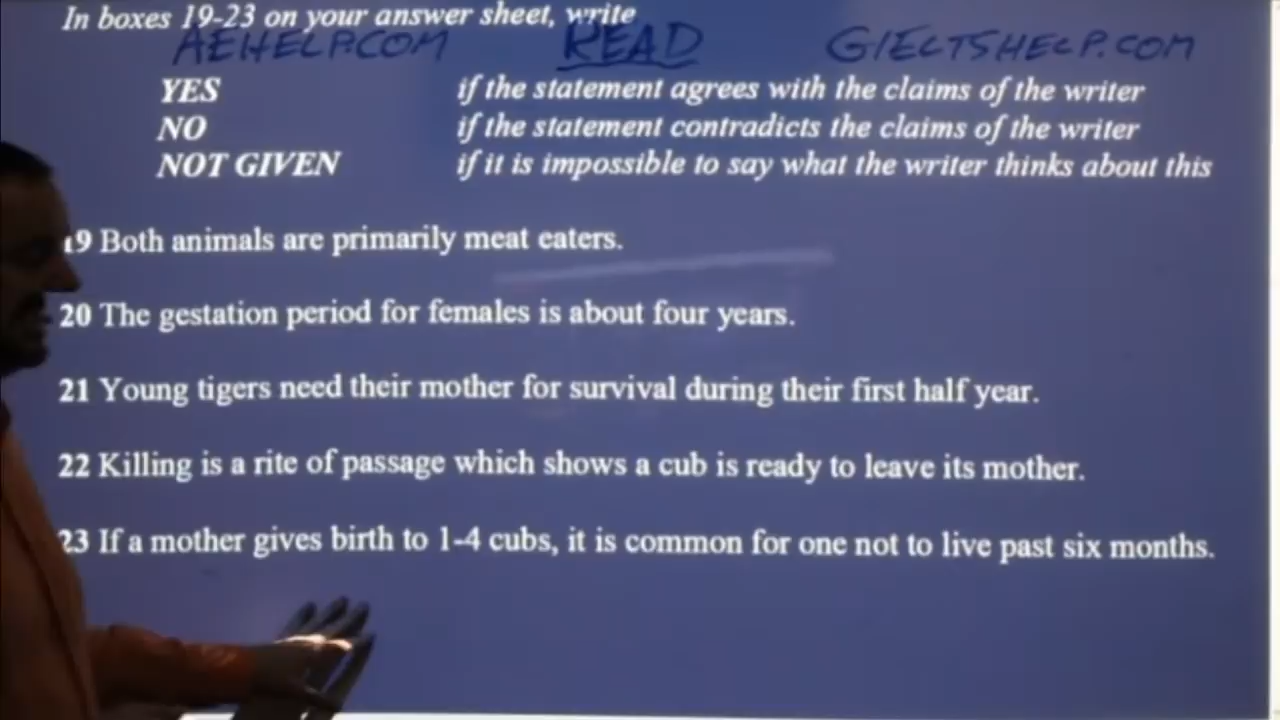 In boxes 19-23 on your answer sheet, write
AEHELP.COM READ GIELTSHELP.COM
YES if the statement agrees with the claims of the writer
NO if the statement contradicts the claims of the writer
NOT GIVEN if it is impossible to say what the writer thinks about this
19 Both animals are primarily meat eaters.
20 The gestation period for females is about four years.
21 Young tigers need their mother for survival during their first half year.
22 Killing is a rite of passage which shows a cub is ready to leave its mother.
23 If a mother gives birth to 1-4 cubs, it is common for one not to live past six months.